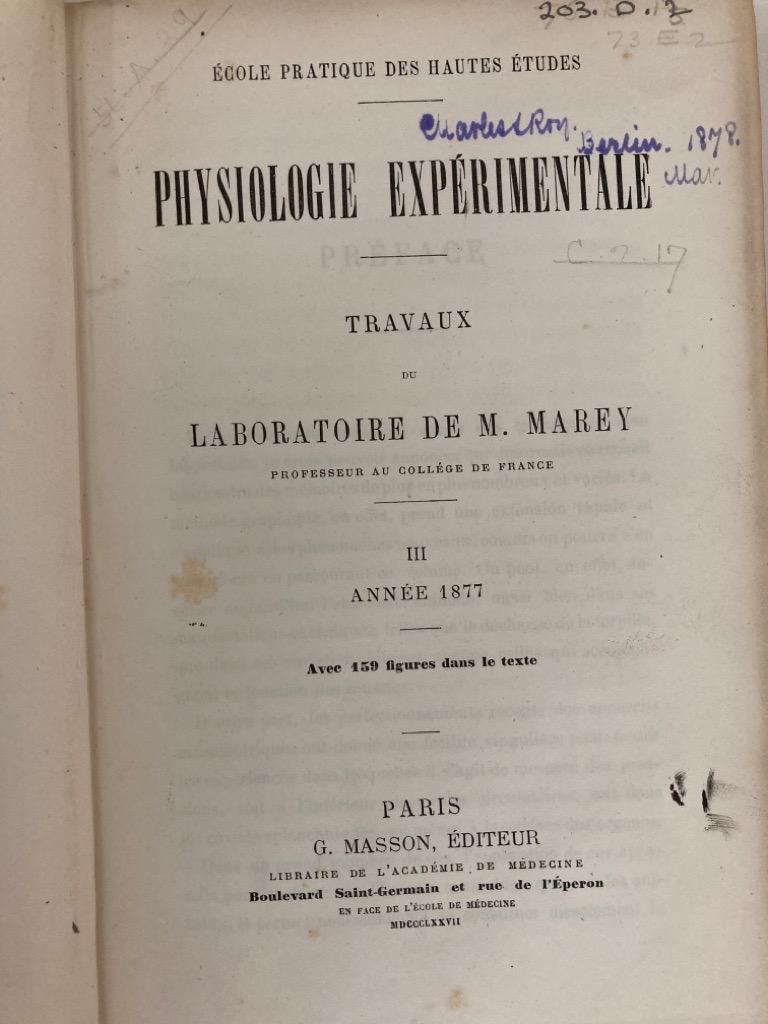 203. D. 3
73 E 2
ÉCOLE PRATIQUE DES HAUTES ÉTUDES
Charles S Roy.
Berlin. 1878.
Mar.
PHYSIOLOGIE EXPÉRIMENTALE
PRÉFACE
C. 2. 17
TRAVAUX
DU
LABORATOIRE DE M. MAREY
PROFESSEUR AU COLLÉGE DE FRANCE
III
ANNÉE 1877
Avec 159 figures dans le texte
PARIS
G. MASSON, ÉDITEUR
LIBRAIRE DE L'ACADÉMIE DE MÉDECINE
Boulevard Saint-Germain et rue de l'Éperon
EN FACE DE L'ÉCOLE DE MÉDECINE
MDCCCLXXVII